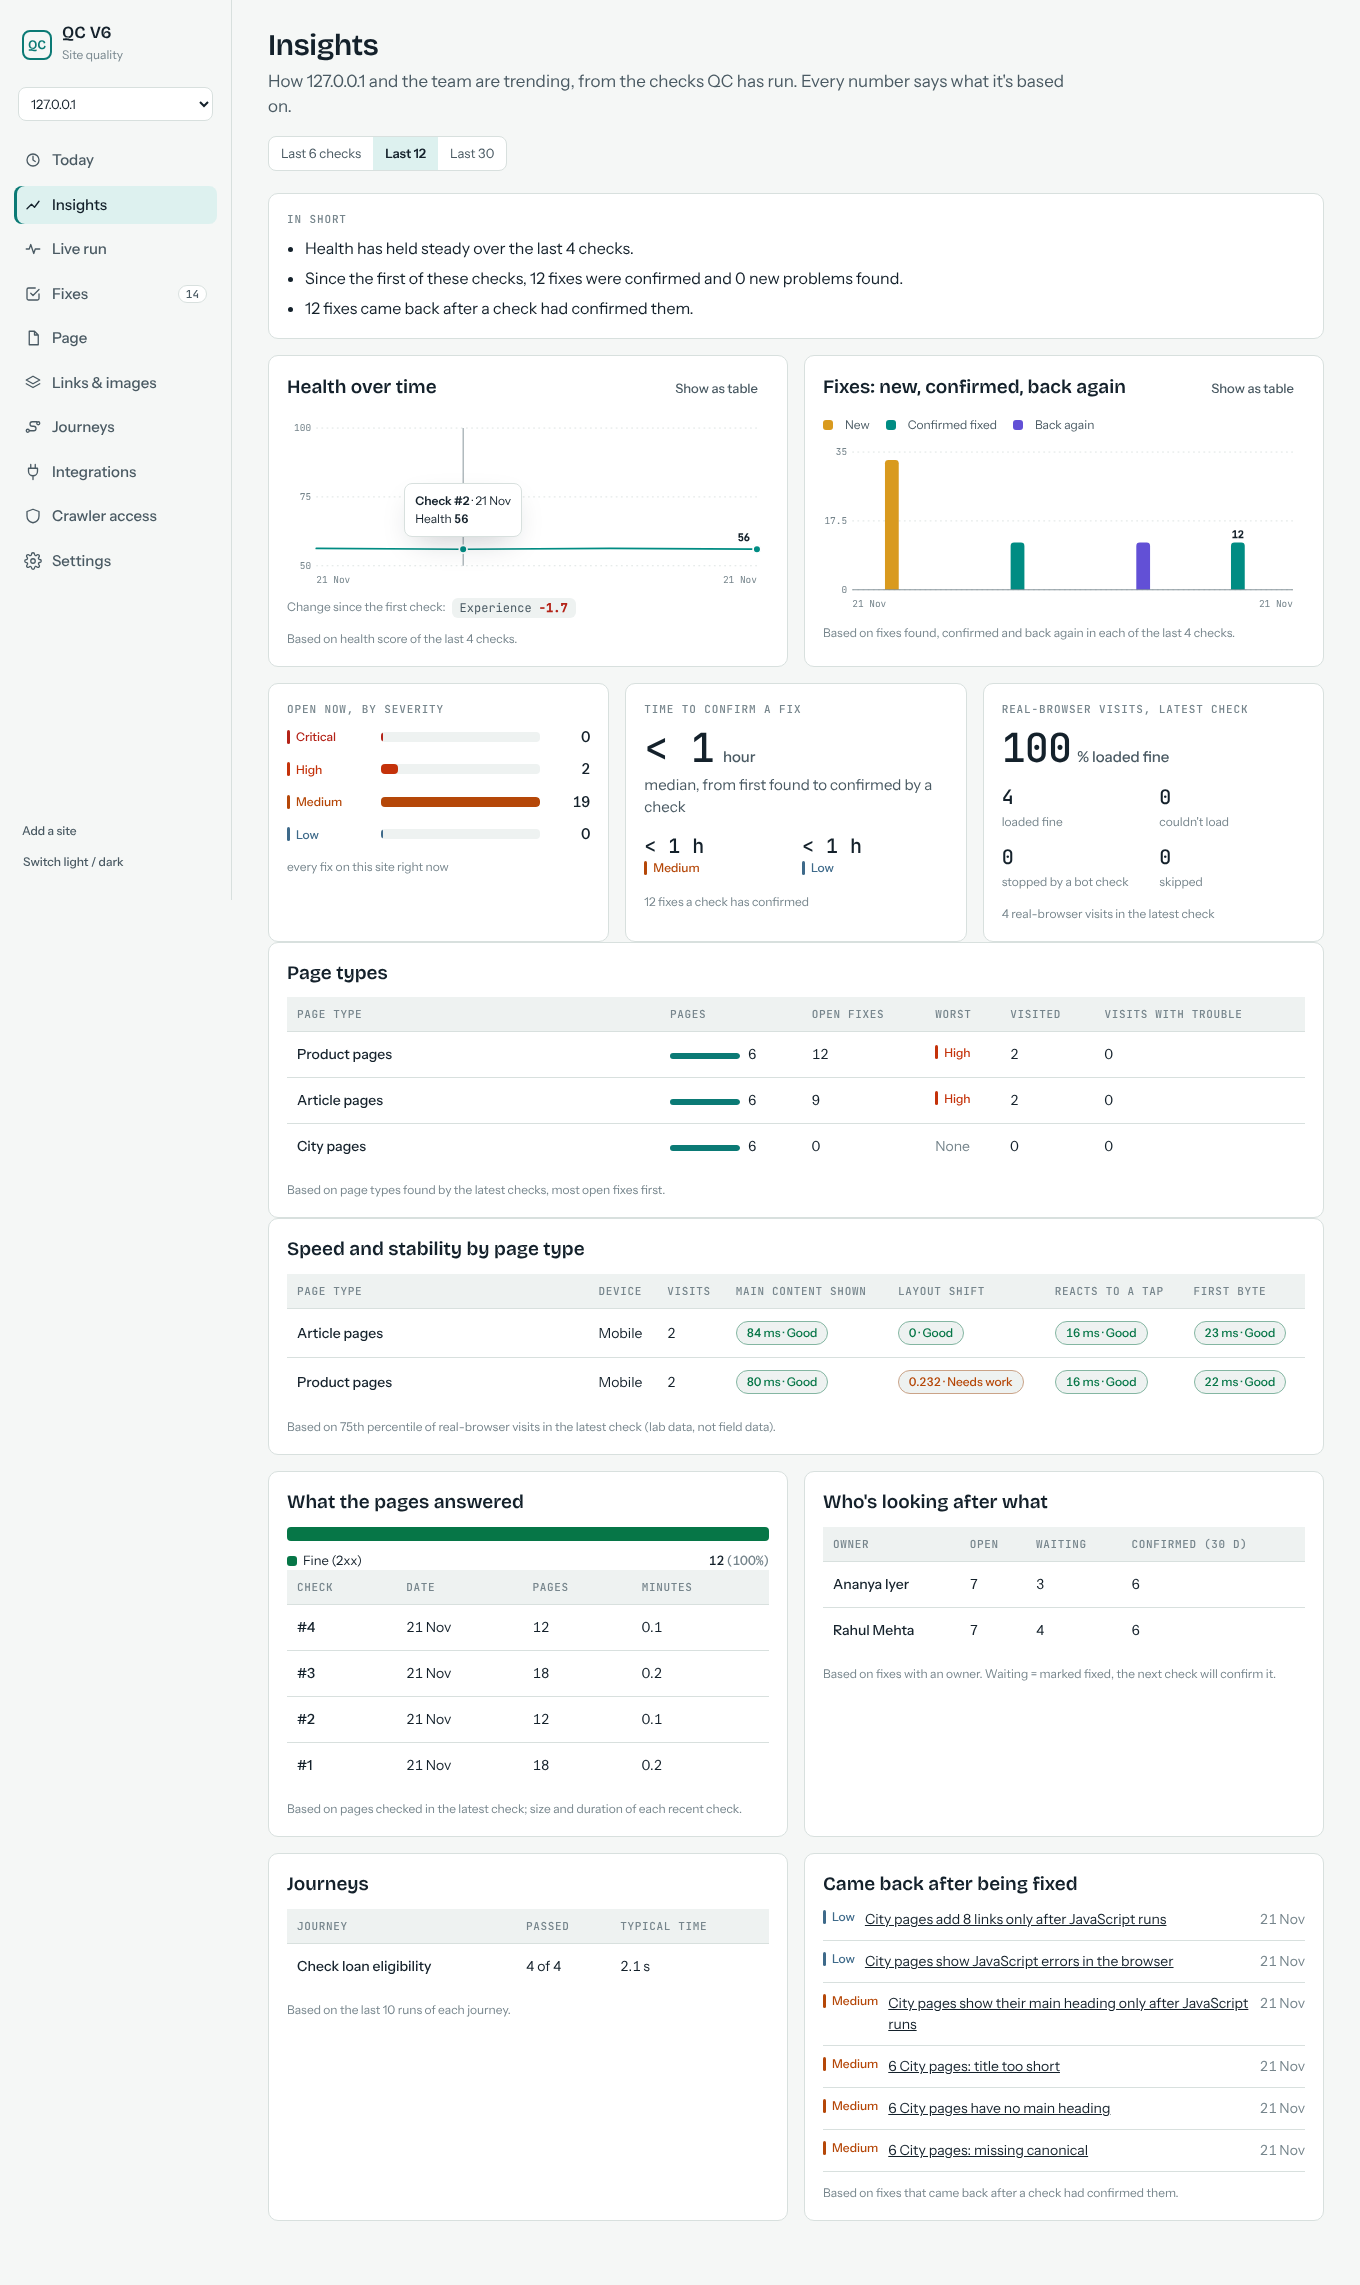 QC
QC V6
Site quality
127.0.0.1
Today
Insights
Live run
Fixes
14
Page
Links & images
Journeys
Integrations
Crawler access
Settings
Add a site
Switch light / dark
Insights
How 127.0.0.1 and the team are trending, from the checks QC has run. Every number says what it's based
on.
Last 6 checks
Last 12
Last 30
IN SHORT
Health has held steady over the last 4 checks.
Since the first of these checks, 12 fixes were confirmed and 0 new problems found.
12 fixes came back after a check had confirmed them.
Health over time
Show as table
100
75
Check #2 · 21 Nov
Health 56
56
50
21 Nov
21 Nov
Change since the first check: Experience -1.7
Based on health score of the last 4 checks.
Fixes: new, confirmed, back again
Show as table
New
Confirmed fixed
Back again
35
17.5
12
0
21 Nov
21 Nov
Based on fixes found, confirmed and back again in each of the last 4 checks.
OPEN NOW, BY SEVERITY
Critical 0
High 2
Medium 19
Low 0
every fix on this site right now
TIME TO CONFIRM A FIX
< 1 hour
median, from first found to confirmed by a
check
< 1 h < 1 h
Medium Low
12 fixes a check has confirmed
REAL-BROWSER VISITS, LATEST CHECK
100 % loaded fine
4 0
loaded fine couldn't load
0 0
stopped by a bot check skipped
4 real-browser visits in the latest check
Page types
PAGE TYPE PAGES OPEN FIXES WORST VISITED VISITS WITH TROUBLE
Product pages 6 12 High 2 0
Article pages 6 9 High 2 0
City pages 6 0 None 0 0
Based on page types found by the latest checks, most open fixes first.
Speed and stability by page type
PAGE TYPE DEVICE VISITS MAIN CONTENT SHOWN LAYOUT SHIFT REACTS TO A TAP FIRST BYTE
Article pages Mobile 2 84 ms · Good 0 · Good 16 ms · Good 23 ms · Good
Product pages Mobile 2 80 ms · Good 0.232 · Needs work 16 ms · Good 22 ms · Good
Based on 75th percentile of real-browser visits in the latest check (lab data, not field data).
What the pages answered
Fine (2xx) 12 (100%)
CHECK DATE PAGES MINUTES
#4 21 Nov 12 0.1
#3 21 Nov 18 0.2
#2 21 Nov 12 0.1
#1 21 Nov 18 0.2
Based on pages checked in the latest check; size and duration of each recent check.
Who's looking after what
OWNER OPEN WAITING CONFIRMED (30 D)
Ananya Iyer 7 3 6
Rahul Mehta 7 4 6
Based on fixes with an owner. Waiting = marked fixed, the next check will confirm it.
Journeys
JOURNEY PASSED TYPICAL TIME
Check loan eligibility 4 of 4 2.1 s
Based on the last 10 runs of each journey.
Came back after being fixed
Low City pages add 8 links only after JavaScript runs 21 Nov
Low City pages show JavaScript errors in the browser 21 Nov
Medium City pages show their main heading only after JavaScript 21 Nov
runs
Medium 6 City pages: title too short 21 Nov
Medium 6 City pages have no main heading 21 Nov
Medium 6 City pages: missing canonical 21 Nov
Based on fixes that came back after a check had confirmed them.